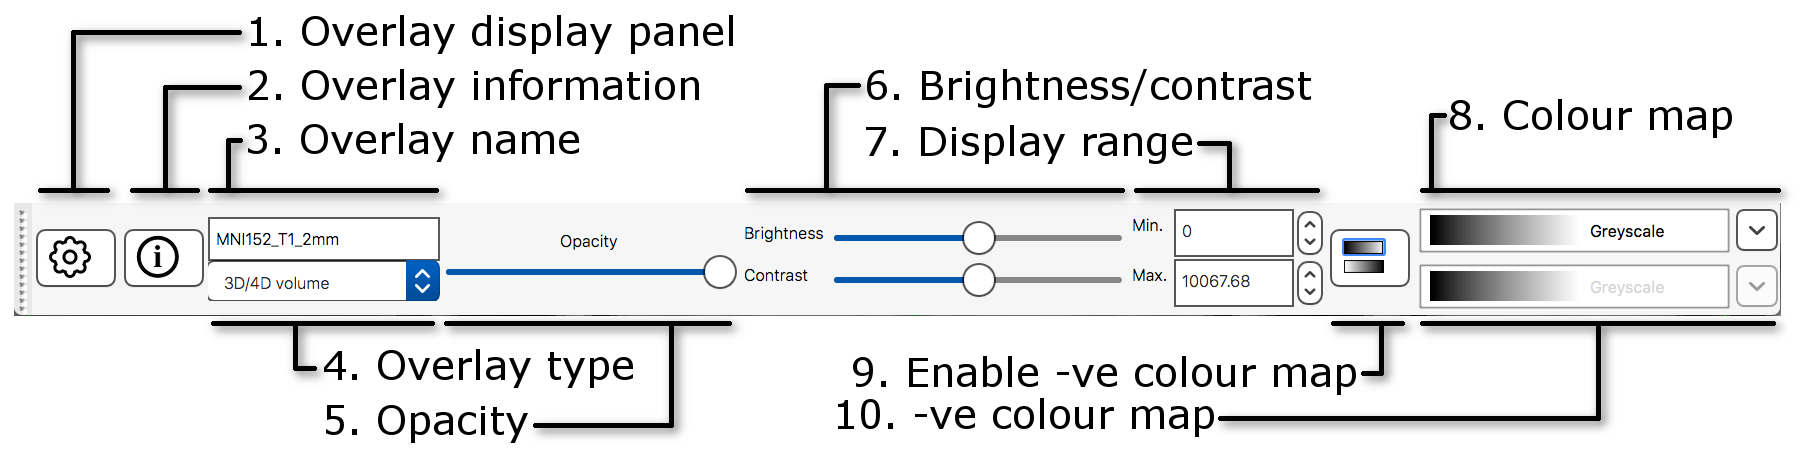 1. Overlay display panel
2. Overlay information
3. Overlay name
6. Brightness/contrast
7. Display range
8. Colour map
MNI152_T1_2mm
3D/4D volume
Opacity
Brightness
Contrast
Min.
0
Max.
10067.68
Greyscale
Greyscale
4. Overlay type
5. Opacity
9. Enable -ve colour map
10. -ve colour map